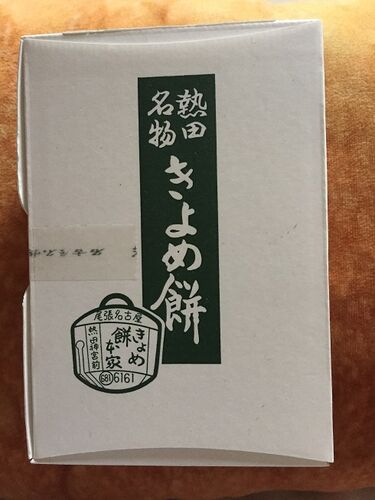 熱田
名物
きよめ餅
尾張名古屋
きよめ
餅本家
熱田神宮前
(681)6161